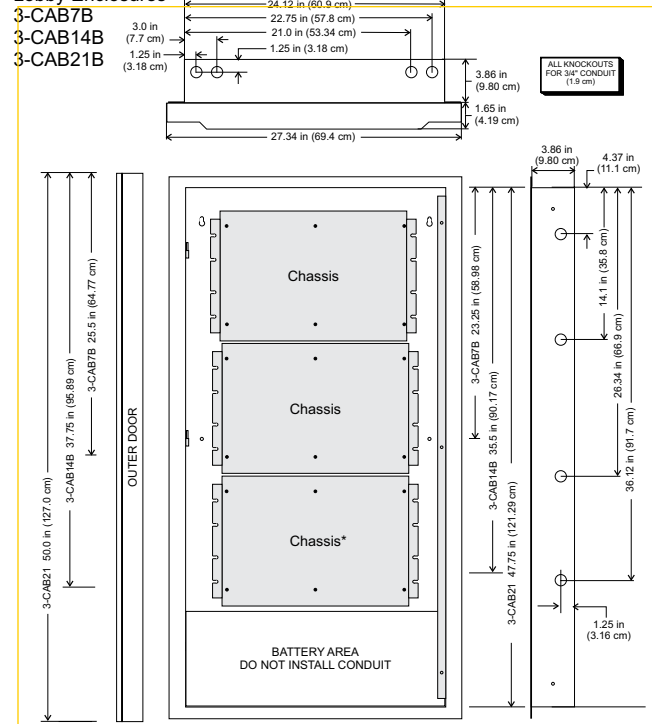 Lobby Enclosures
3-CAB7B
3-CAB14B
3-CAB21B
24.12 in (60.9 cm)
22.75 in (57.8 cm)
21.0 in (53.34 cm)
3.0 in
(7.7 cm)
1.25 in
(3.18 cm)
1.25 in (3.18 cm)
3.86 in
(9.80 cm)
1.65 in
(4.19 cm)
27.34 in (69.4 cm)
ALL KNOCKOUTS
FOR 3/4" CONDUIT
(1.9 cm)
3-CAB21 50.0 in (127.0 cm)
3-CAB14B 37.75 in (95.89 cm)
3-CAB7B 25.5 in (64.77 cm)
OUTER DOOR
Chassis
Chassis
Chassis*
BATTERY AREA
DO NOT INSTALL CONDUIT
3-CAB7B 23.25 in (58.98 cm)
3-CAB14B 35.5 in (90.17 cm)
3-CAB21 47.75 in (121.29 cm)
3.86 in
(9.80 cm)
4.37 in
(11.1 cm)
14.1 in (35.8 cm)
26.34 in (66.9 cm)
36.12 in (91.7 cm)
1.25 in
(3.16 cm)